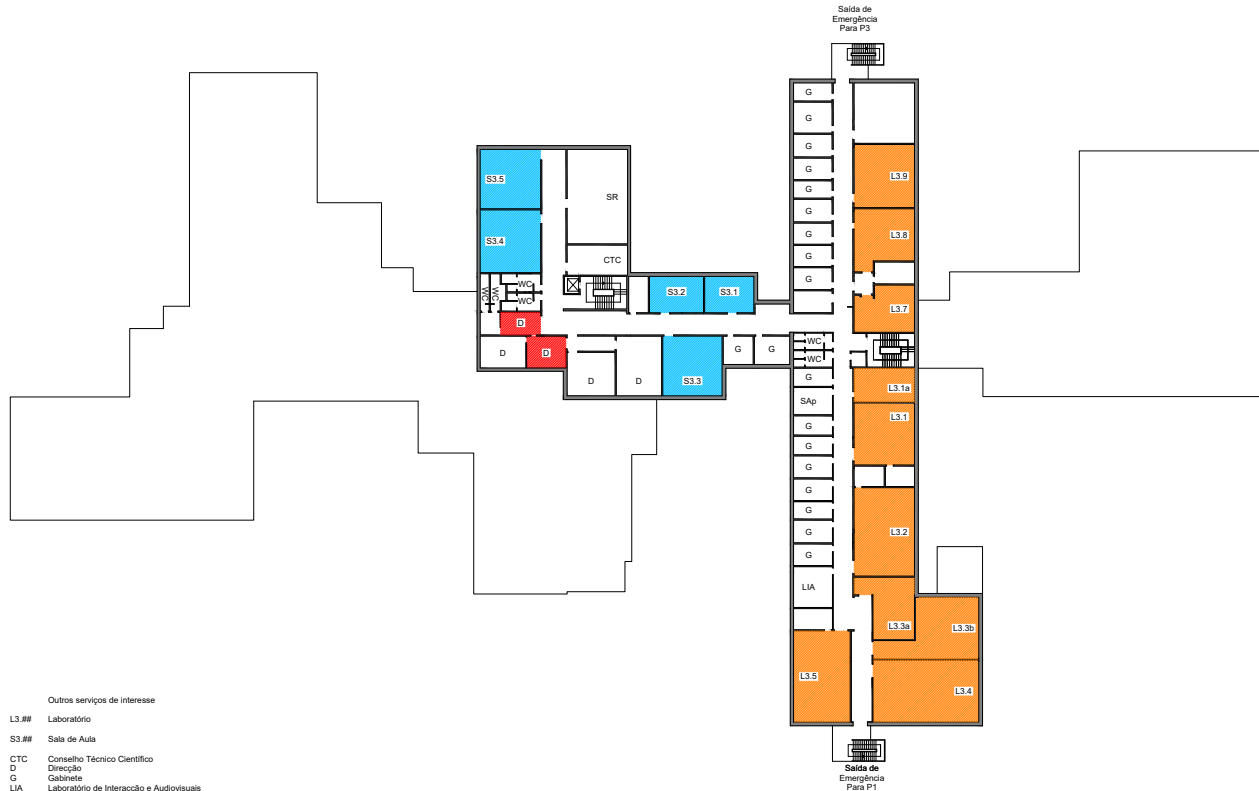 Saída de
Emergência
Para P3
G
G
G
G
G
G
G
G
G
L3.9
L3.8
L3.7
S3.5
S3.4
SR
CTC
WC
WC
WC
WC
S3.2
S3.1
D
D
D
D
D
S3.3
G
G
WC
WC
G
SAp
G
G
G
G
G
G
G
LIA
L3.1a
L3.1
L3.2
L3.3a
L3.3b
L3.4
L3.5
Saída de
Emergência
Para P1
Outros serviços de interesse
L3.## Laboratório
S3.## Sala de Aula
CTC Conselho Técnico Científico
D Direcção
G Gabinete
LIA Laboratório de Interacção e Audiovisuais